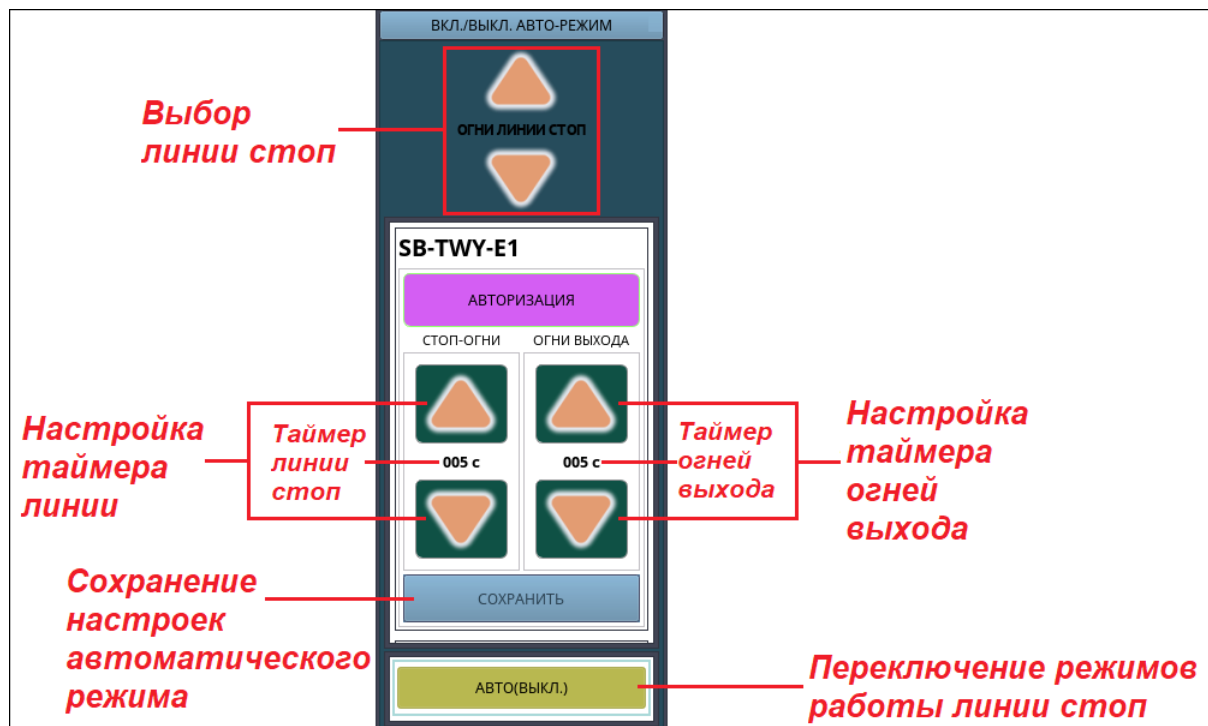 ВКЛ./ВЫКЛ. АВТО-РЕЖИМ
Выбор
линии стоп
ОГНИ ЛИНИИ СТОП
SB-TWY-E1
АВТОРИЗАЦИЯ
СТОП-ОГНИ
ОГНИ ВЫХОДА
Настройка
таймера
линии
Таймер
линии
стоп
005 с
005 с
Таймер
огней
выхода
Настройка
таймера
огней
выхода
Сохранение
настроек
автоматического
режима
СОХРАНИТЬ
АВТО(ВЫКЛ.)
Переключение режимов
работы линии стоп